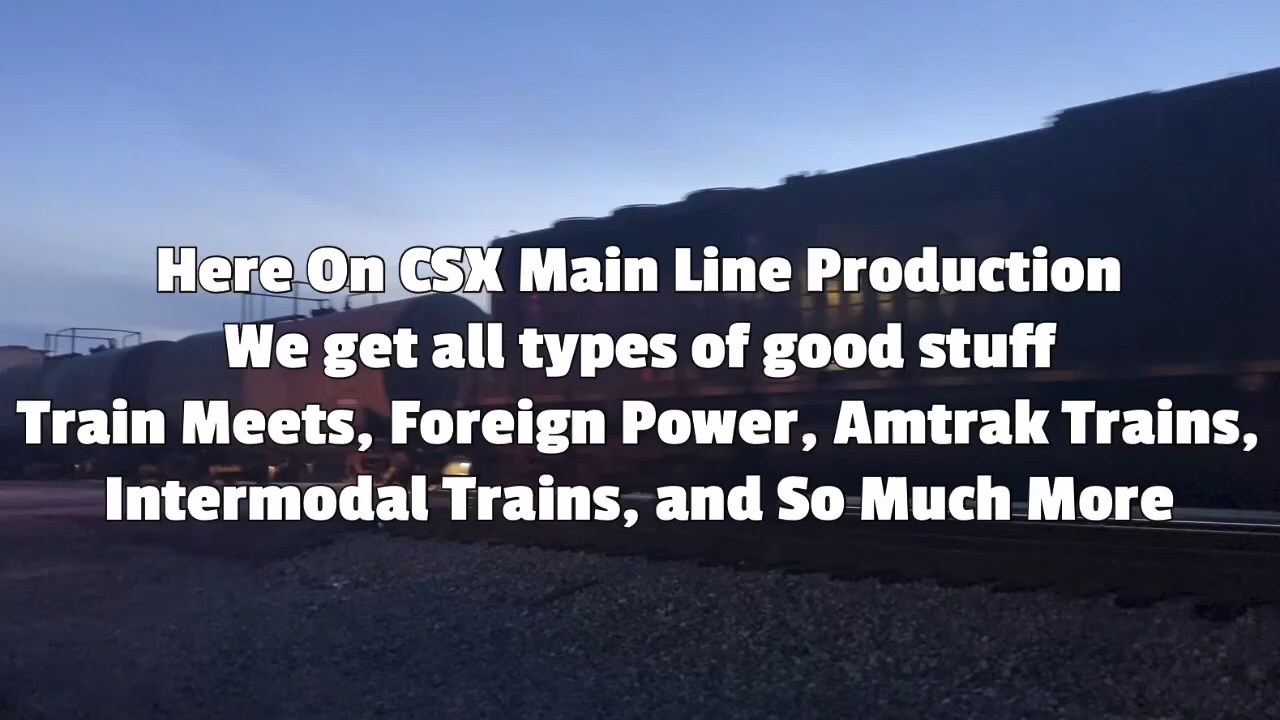 Here On CSX Main Line Production
We get all types of good stuff
Train Meets, Foreign Power, Amtrak Trains,
Intermodal Trains, and So Much More